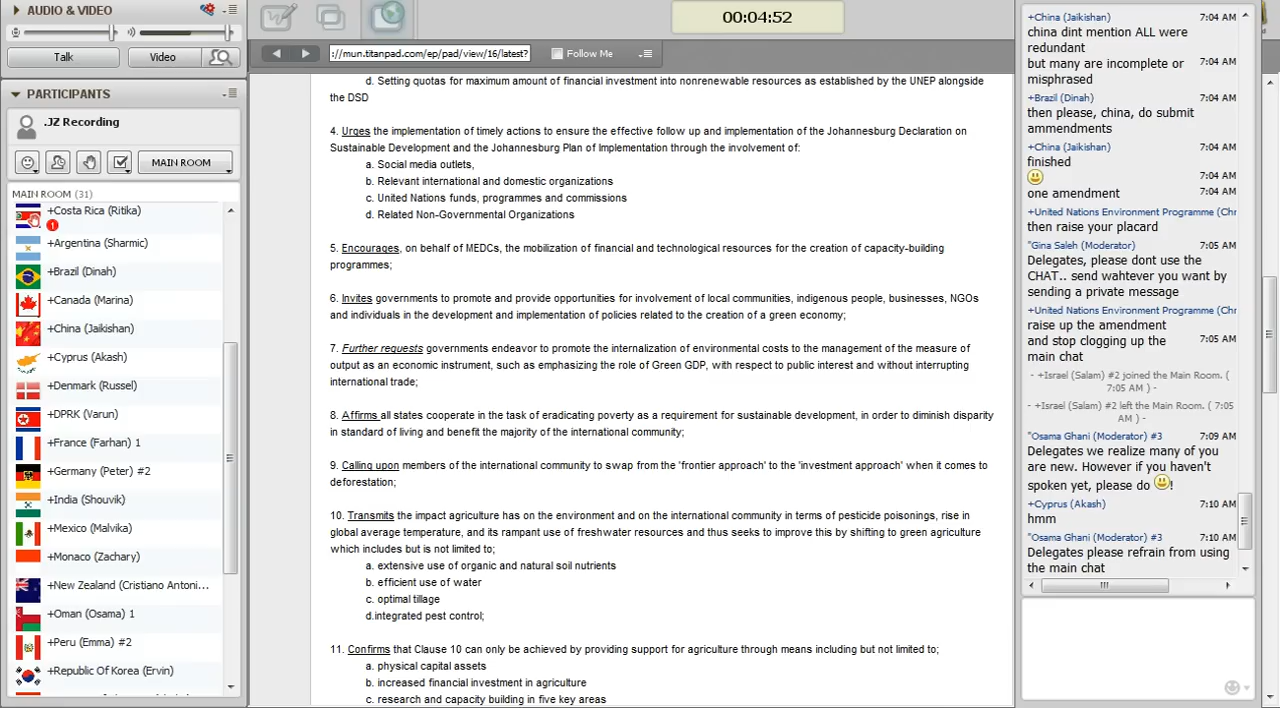 AUDIO & VIDEO
Talk
Video
PARTICIPANTS
.JZ Recording
MAIN ROOM
MAIN ROOM (31)
+Costa Rica (Ritika)
1
+Argentina (Sharmic)
+Brazil (Dinah)
+Canada (Marina)
+China (Jaikishan)
+Cyprus (Akash)
+Denmark (Russel)
+DPRK (Varun)
+France (Farhan) 1
+Germany (Peter) #2
+India (Shouvik)
+Mexico (Malvika)
+Monaco (Zachary)
+New Zealand (Cristiano Antoni...
+Oman (Osama) 1
+Peru (Emma) #2
+Republic Of Korea (Ervin)
00:04:52
://mun.titanpad.com/ep/pad/view/16/latest?
Follow Me
d. Setting quotas for maximum amount of financial investment into nonrenewable resources as established by the UNEP alongside
the DSD
4. Urges the implementation of timely actions to ensure the effective follow up and implementation of the Johannesburg Declaration on
Sustainable Development and the Johannesburg Plan of Implementation through the involvement of:
a. Social media outlets,
b. Relevant international and domestic organizations
c. United Nations funds, programmes and commissions
d. Related Non-Governmental Organizations
5. Encourages, on behalf of MEDCs, the mobilization of financial and technological resources for the creation of capacity-building
programmes;
6. Invites governments to promote and provide opportunities for involvement of local communities, indigenous people, businesses, NGOs
and individuals in the development and implementation of policies related to the creation of a green economy;
7. Further requests governments endeavor to promote the internalization of environmental costs to the management of the measure of
output as an economic instrument, such as emphasizing the role of Green GDP, with respect to public interest and without interrupting
international trade;
8. Affirms all states cooperate in the task of eradicating poverty as a requirement for sustainable development, in order to diminish disparity
in standard of living and benefit the majority of the international community;
9. Calling upon members of the international community to swap from the 'frontier approach' to the 'investment approach' when it comes to
deforestation;
10. Transmits the impact agriculture has on the environment and on the international community in terms of pesticide poisonings, rise in
global average temperature, and its rampant use of freshwater resources and thus seeks to improve this by shifting to green agriculture
which includes but is not limited to;
a. extensive use of organic and natural soil nutrients
b. efficient use of water
c. optimal tillage
d.integrated pest control;
11. Confirms that Clause 10 can only be achieved by providing support for agriculture through means including but not limited to;
a. physical capital assets
b. increased financial investment in agriculture
c. research and capacity building in five key areas
+China (Jaikishan) 7:04 AM
china dint mention ALL were
redundant
but many are incomplete or 7:04 AM
misphrased
+Brazil (Dinah) 7:04 AM
then please, china, do submit
ammendments
+China (Jaikishan) 7:04 AM
finished
7:04 AM
one amendment 7:04 AM
+United Nations Environment Programme (Chr
then raise your placard
*Gina Saleh (Moderator) 7:05 AM
Delegates, please dont use the
CHAT.. send wahtever you want by
sending a private message
+United Nations Environment Programme (Chr
raise up the amendment
and stop clogging up the 7:05 AM
main chat
- +Israel (Salam) #2 joined the Main Room. (
7:05 AM ) -
- +Israel (Salam) #2 left the Main Room. ( 7:05
AM ) -
*Osama Ghani (Moderator) #3 7:09 AM
Delegates we realize many of you
are new. However if you haven't
spoken yet, please do !
+Cyprus (Akash) 7:10 AM
hmm
*Osama Ghani (Moderator) #3 7:10 AM
Delegates please refrain from using
the main chat